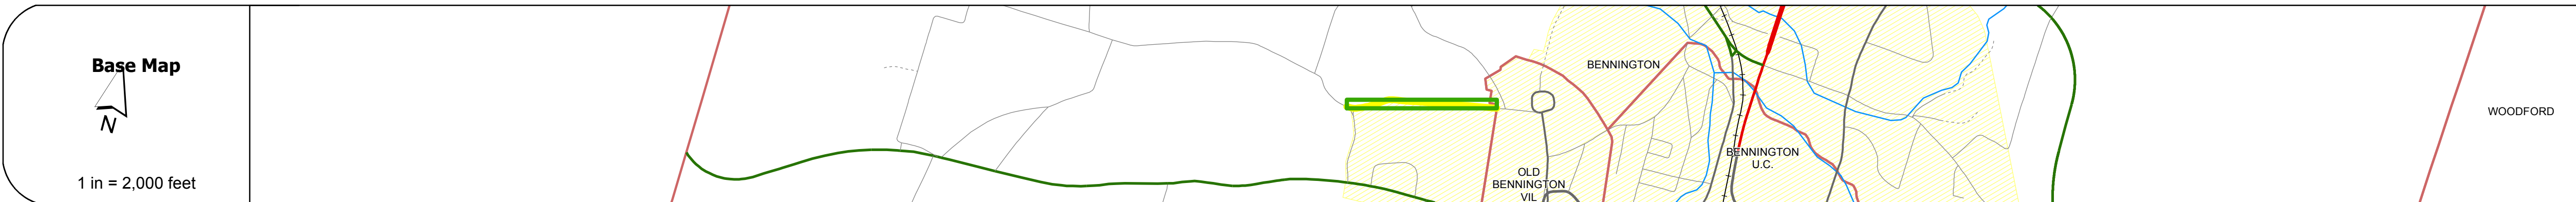 Base Map
N
1 in = 2,000 feet
BENNINGTON
OLD
BENNINGTON
VIL
BENNINGTON
U.C.
WOODFORD